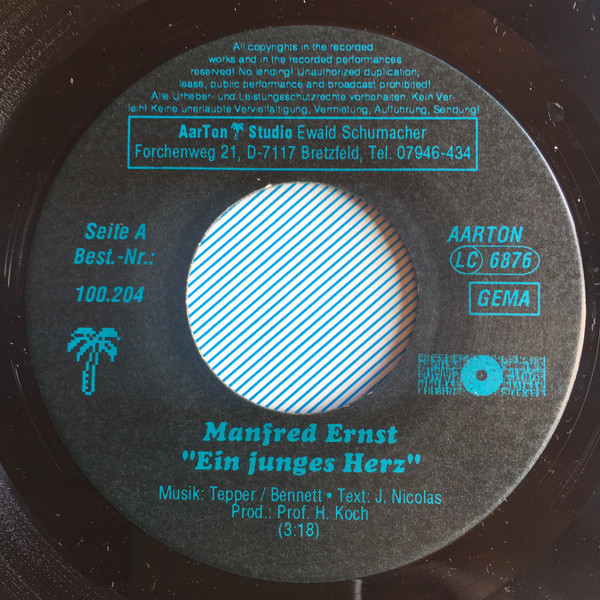 All copyrights in the recorded
works and in the recorded performances
reserved! No lending! Unauthorized duplication,
lease, public performance and broadcast prohibited!
Alle Urheber- und Leistungsschutzrechte vorbehalten. Kein Ver-
leih! Keine unerlaubte Vervielfältigung, Vermietung, Aufführung, Sendung!
AarTon Studio Ewald Schumacher
Forchenweg 21, D-7117 Bretzfeld, Tel. 07946-434
Seite A
Best.-Nr.:
100.204
AARTON
LC 6876
GEMA
Manfred Ernst
"Ein junges Herz"
Musik: Tepper / Bennett • Text: J. Nicolas
Prod.: Prof. H. Koch
(3:18)